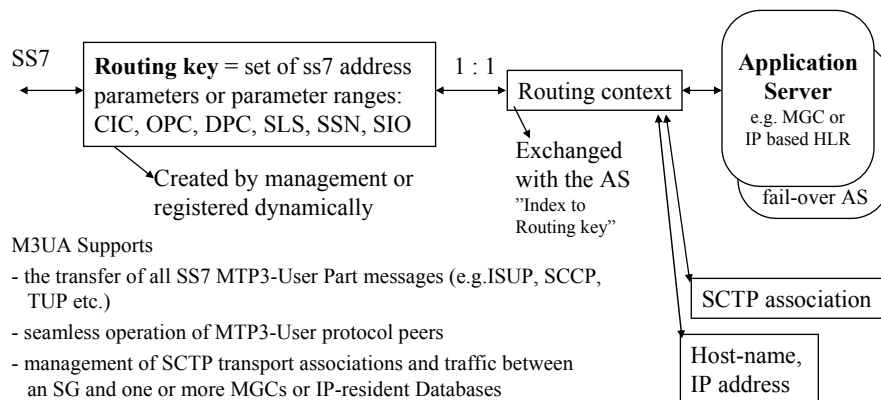 SS7
Routing key = set of ss7 address
parameters or parameter ranges:
CIC, OPC, DPC, SLS, SSN, SIO
1 : 1
Routing context
Application
Server
e.g. MGC or
IP based HLR
fail-over AS
Created by management or
registered dynamically
Exchanged
with the AS
”Index to
Routing key”
M3UA Supports
- the transfer of all SS7 MTP3-User Part messages (e.g.ISUP, SCCP,
TUP etc.)
- seamless operation of MTP3-User protocol peers
- management of SCTP transport associations and traffic between
an SG and one or more MGCs or IP-resident Databases
SCTP association
Host-name,
IP address